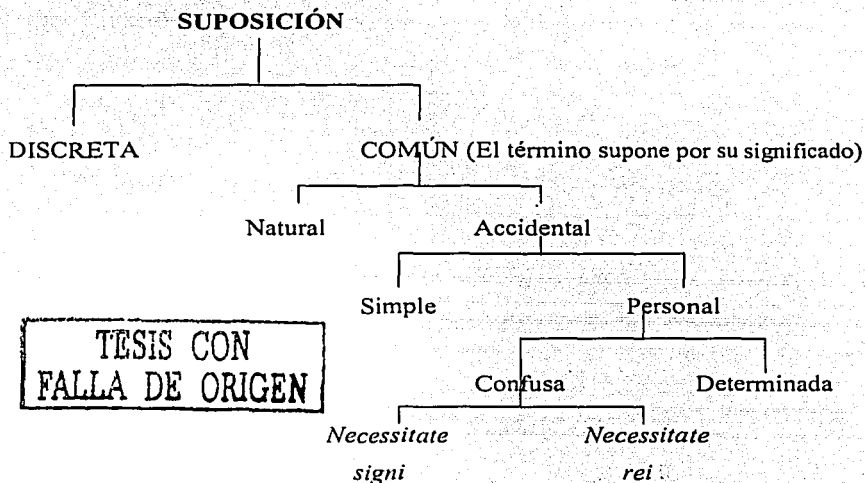 SUPOSICIÓN
DISCRETA COMÚN (El término supone por su significado)
Natural Accidental
Simple Personal
TESIS CON
FALLA DE ORIGEN
Confusa Determinada
Necessitate Necessitate
signi rei .